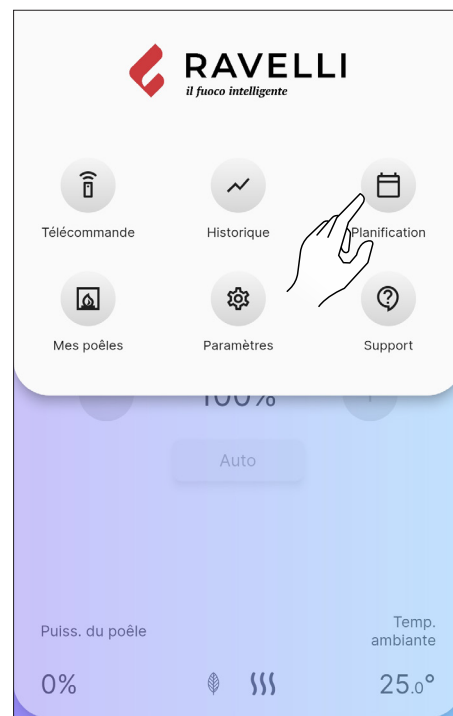 RAVELLI
il fuoco intelligente
Télécommande
Historique
Planification
Mes poêles
Paramètres
Support
100%
Auto
Puiss. du poêle
Temp.
ambiante
0%
25.0°